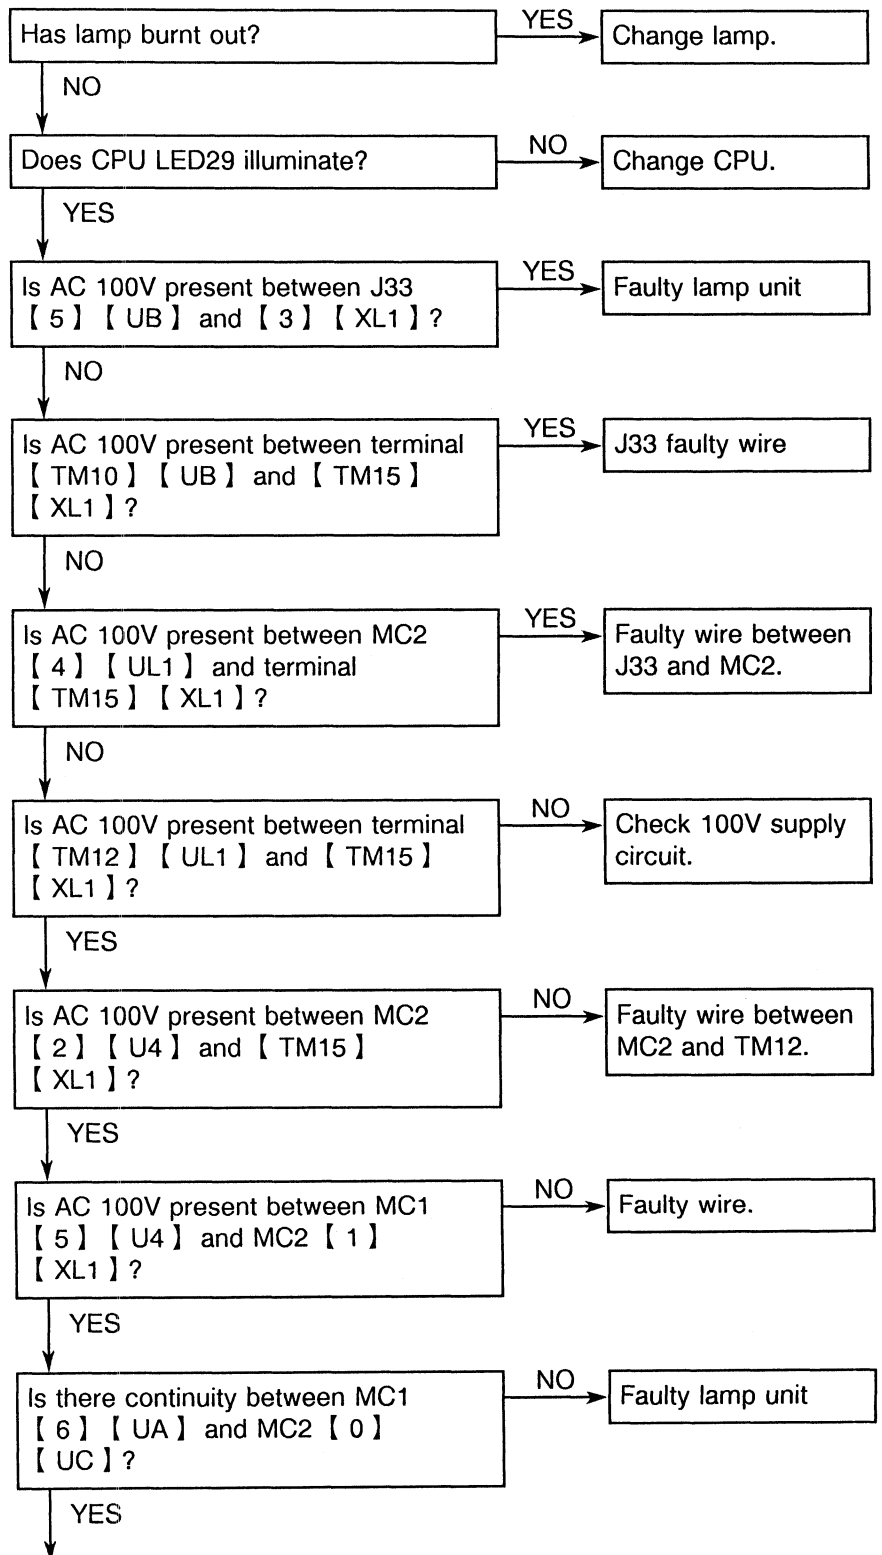 Has lamp burnt out?
YES
Change lamp.
NO
Does CPU LED29 illuminate?
NO
Change CPU.
YES
Is AC 100V present between J33
【 5 】【 UB 】 and 【 3 】【 XL1 】?
YES
Faulty lamp unit
NO
Is AC 100V present between terminal
【 TM10 】【 UB 】 and 【 TM15 】
【 XL1 】?
YES
J33 faulty wire
NO
Is AC 100V present between MC2
【 4 】【 UL1 】 and terminal
【 TM15 】【 XL1 】?
YES
Faulty wire between
J33 and MC2.
NO
Is AC 100V present between terminal
【 TM12 】【 UL1 】 and 【 TM15 】
【 XL1 】?
NO
Check 100V supply
circuit.
YES
Is AC 100V present between MC2
【 2 】【 U4 】 and 【 TM15 】
【 XL1 】?
NO
Faulty wire between
MC2 and TM12.
YES
Is AC 100V present between MC1
【 5 】【 U4 】 and MC2 【 1 】
【 XL1 】?
NO
Faulty wire.
YES
Is there continuity between MC1
【 6 】【 UA 】 and MC2 【 0 】
【 UC 】?
NO
Faulty lamp unit
YES